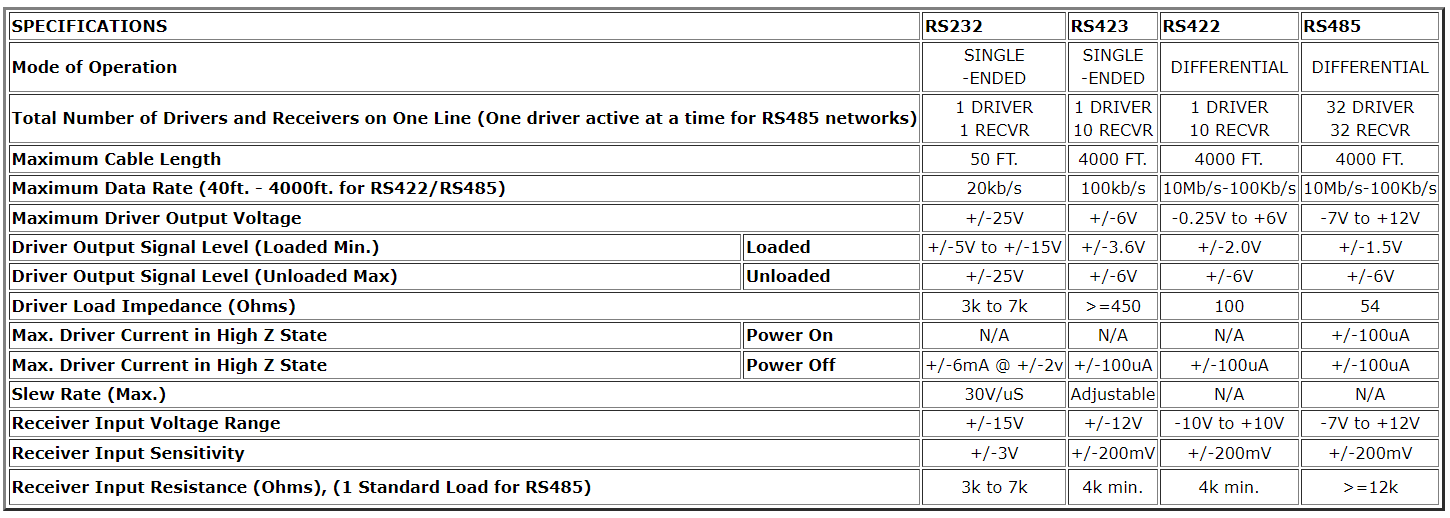 SPECIFICATIONS RS232 RS423 RS422 RS485
Mode of Operation SINGLE -ENDED SINGLE -ENDED DIFFERENTIAL DIFFERENTIAL
Total Number of Drivers and Receivers on One Line (One driver active at a time for RS485 networks) 1 DRIVER 1 RECVR 1 DRIVER 10 RECVR 1 DRIVER 10 RECVR 32 DRIVER 32 RECVR
Maximum Cable Length 50 FT. 4000 FT. 4000 FT. 4000 FT.
Maximum Data Rate (40ft. - 4000ft. for RS422/RS485) 20kb/s 100kb/s 10Mb/s-100Kb/s 10Mb/s-100Kb/s
Maximum Driver Output Voltage +/-25V +/-6V -0.25V to +6V -7V to +12V
Driver Output Signal Level (Loaded Min.) Loaded +/-5V to +/-15V +/-3.6V +/-2.0V +/-1.5V
Driver Output Signal Level (Unloaded Max) Unloaded +/-25V +/-6V +/-6V +/-6V
Driver Load Impedance (Ohms) 3k to 7k >=450 100 54
Max. Driver Current in High Z State Power On N/A N/A N/A +/-100uA
Max. Driver Current in High Z State Power Off +/-6mA @ +/-2v +/-100uA +/-100uA +/-100uA
Slew Rate (Max.) 30V/uS Adjustable N/A N/A
Receiver Input Voltage Range +/-15V +/-12V -10V to +10V -7V to +12V
Receiver Input Sensitivity +/-3V +/-200mV +/-200mV +/-200mV
Receiver Input Resistance (Ohms), (1 Standard Load for RS485) 3k to 7k 4k min. 4k min. >=12k